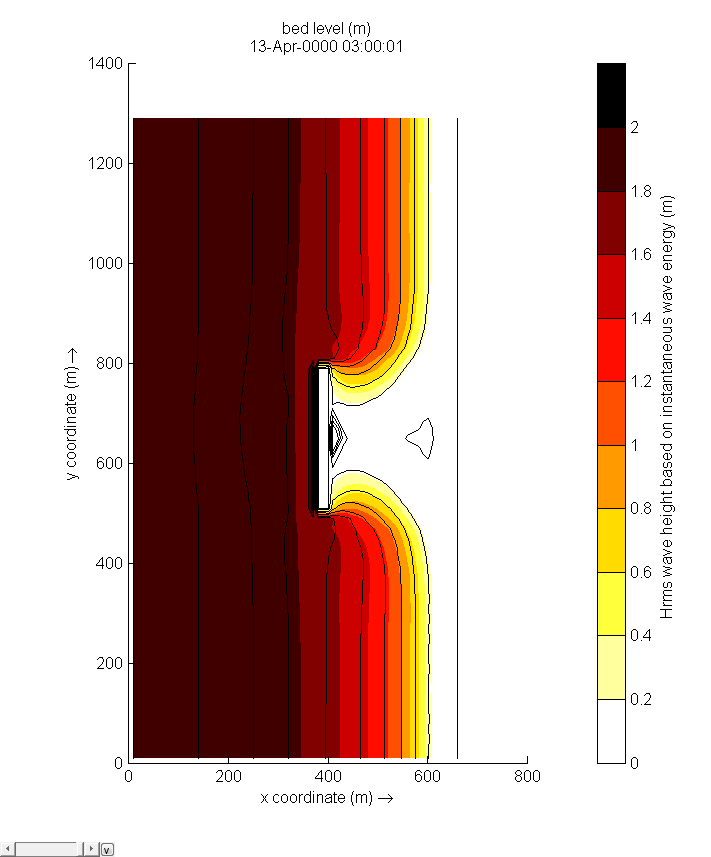 bed level (m)
13-Apr-0000 03:00:01
1400
1200
1000
800
600
400
200
0
y coordinate (m) →
0 200 400 600 800
x coordinate (m) →
2
1.8
1.6
1.4
1.2
1
0.8
0.6
0.4
0.2
0
Hrms wave height based on instantaneous wave energy (m)
v